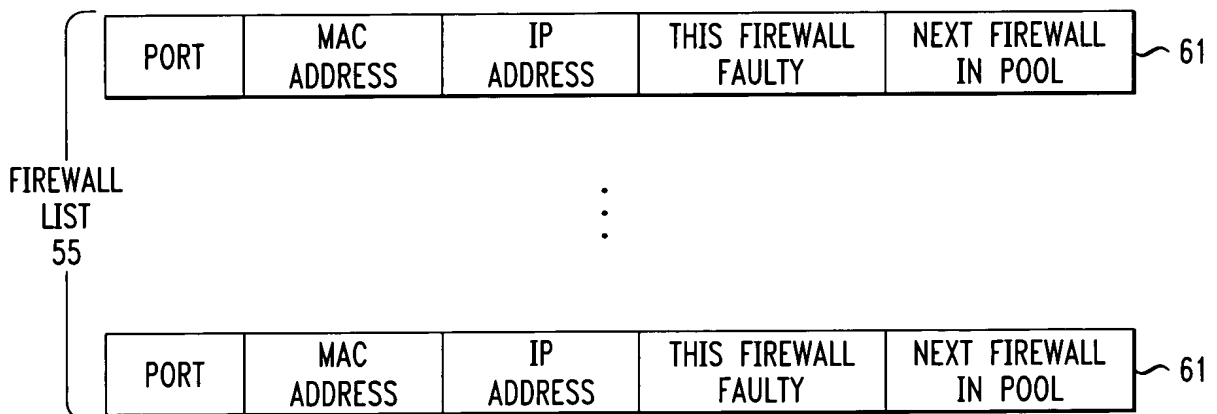 PORT
MAC ADDRESS
IP ADDRESS
THIS FIREWALL FAULTY
NEXT FIREWALL IN POOL
61
FIREWALL LIST 55
PORT
MAC ADDRESS
IP ADDRESS
THIS FIREWALL FAULTY
NEXT FIREWALL IN POOL
61